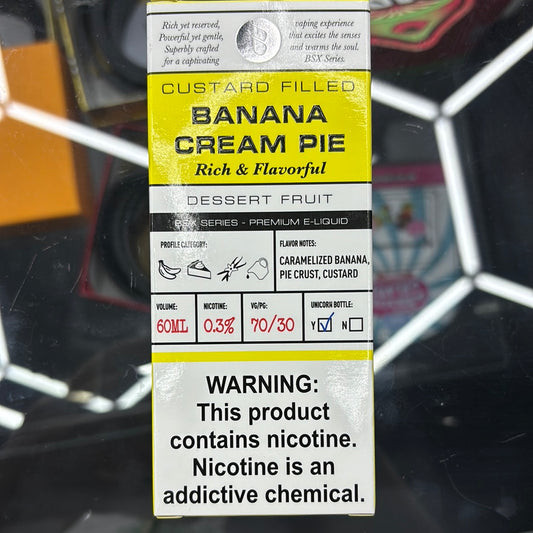 Rich yet reserved,
Powerful yet gentle,
Superbly crafted
for a captivating
B
vaping experience
that excites the senses
and warms the soul.
BSX Series.
CUSTARD FILLED
BANANA
CREAM PIE
Rich & Flavorful
DESSERT FRUIT
BSX SERIES - PREMIUM E-LIQUID
PROFILE CATEGORY:
FLAVOR NOTES:
CARAMELIZED BANANA,
PIE CRUST, CUSTARD
VOLUME:
60ML
NICOTINE:
0.3%
VG/PG:
70/30
UNICORN BOTTLE:
Y ☑ N ☐
WARNING:
This product
contains nicotine.
Nicotine is an
addictive chemical.